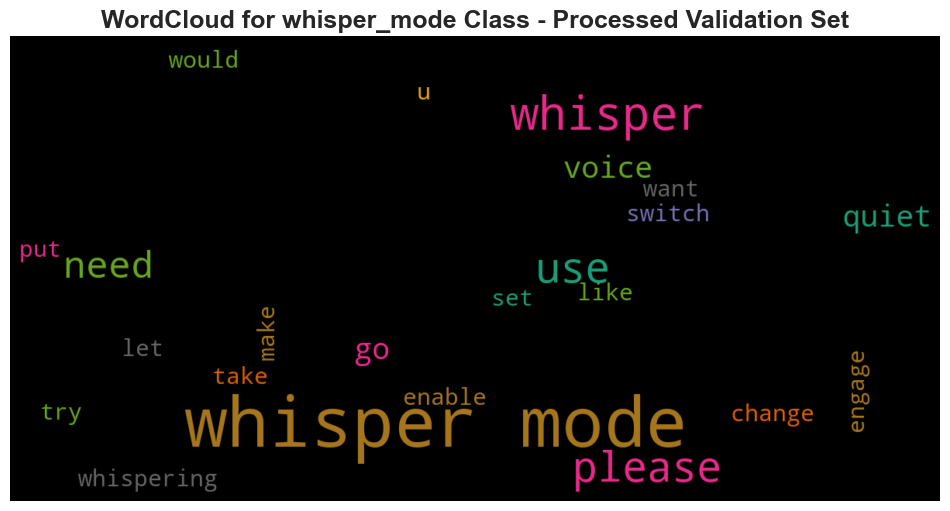 WordCloud for whisper_mode Class - Processed Validation Set
would
u
whisper
voice
want
switch
quiet
put
need
use
like
set
make
let
go
take
enable
engage
try
whisper mode
change
please
whispering